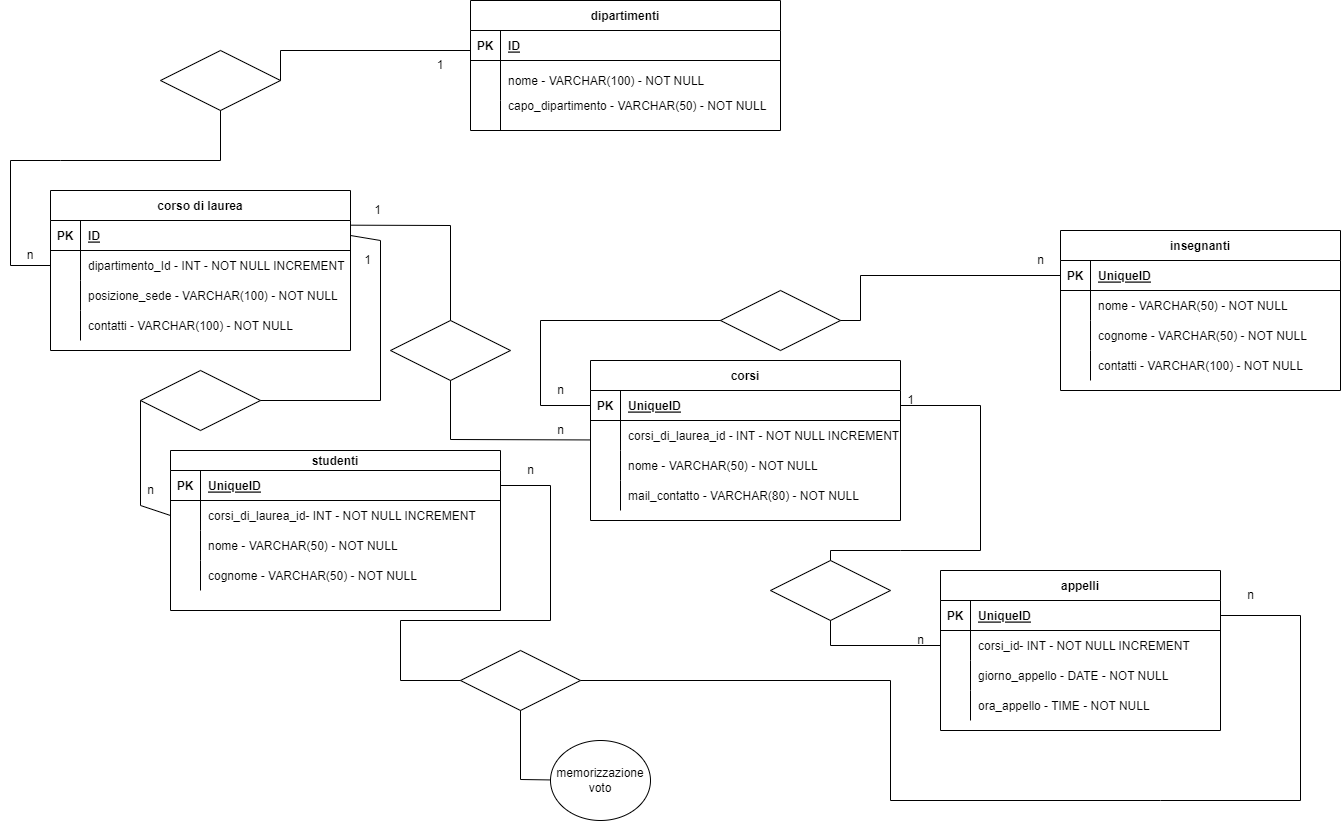 dipartimenti
PK ID
nome - VARCHAR(100) - NOT NULL
capo_dipartimento - VARCHAR(50) - NOT NULL
1
n
corso di laurea
PK ID
dipartimento_Id - INT - NOT NULL INCREMENT
posizione_sede - VARCHAR(100) - NOT NULL
contatti - VARCHAR(100) - NOT NULL
1
1
n
insegnanti
PK UniqueID
nome - VARCHAR(50) - NOT NULL
cognome - VARCHAR(50) - NOT NULL
contatti - VARCHAR(100) - NOT NULL
n
n
corsi
PK UniqueID
corsi_di_laurea_id - INT - NOT NULL INCREMENT
nome - VARCHAR(50) - NOT NULL
mail_contatto - VARCHAR(80) - NOT NULL
1
n
studenti
PK UniqueID
corsi_di_laurea_id- INT - NOT NULL INCREMENT
nome - VARCHAR(50) - NOT NULL
cognome - VARCHAR(50) - NOT NULL
n
n
appelli
PK UniqueID
corsi_id- INT - NOT NULL INCREMENT
giorno_appello - DATE - NOT NULL
ora_appello - TIME - NOT NULL
n
memorizzazione
voto